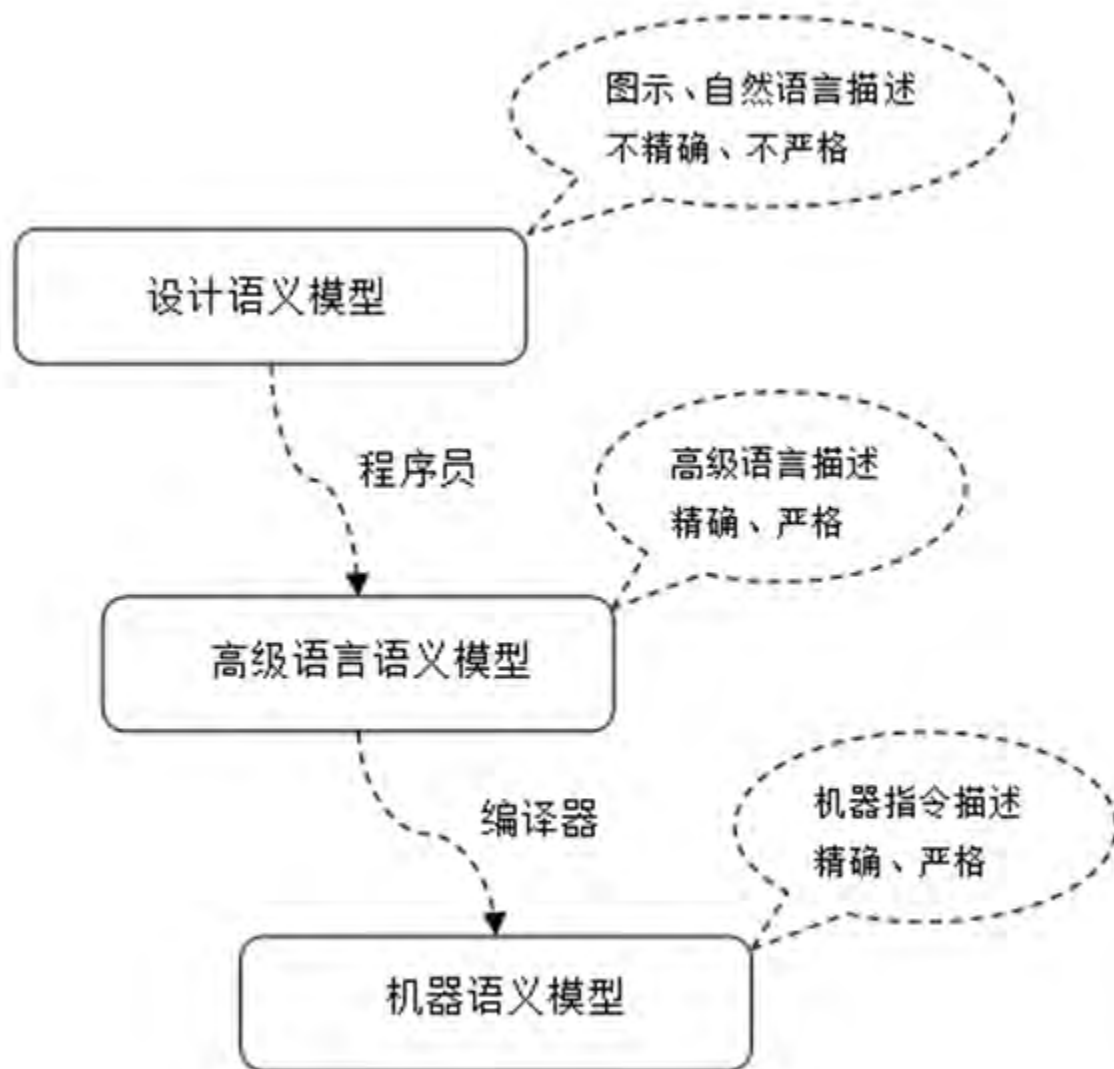 图示、自然语言描述
不精确、不严格
设计语义模型
程序员
高级语言描述
精确、严格
高级语言语义模型
编译器
机器指令描述
精确、严格
机器语义模型